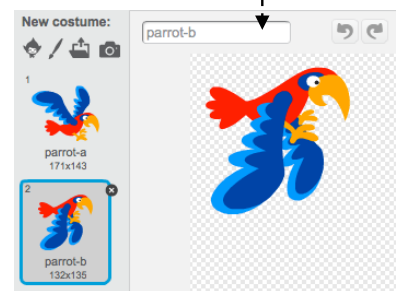 New costume:
parrot-b
1
parrot-a
171x143
2
parrot-b
132x135